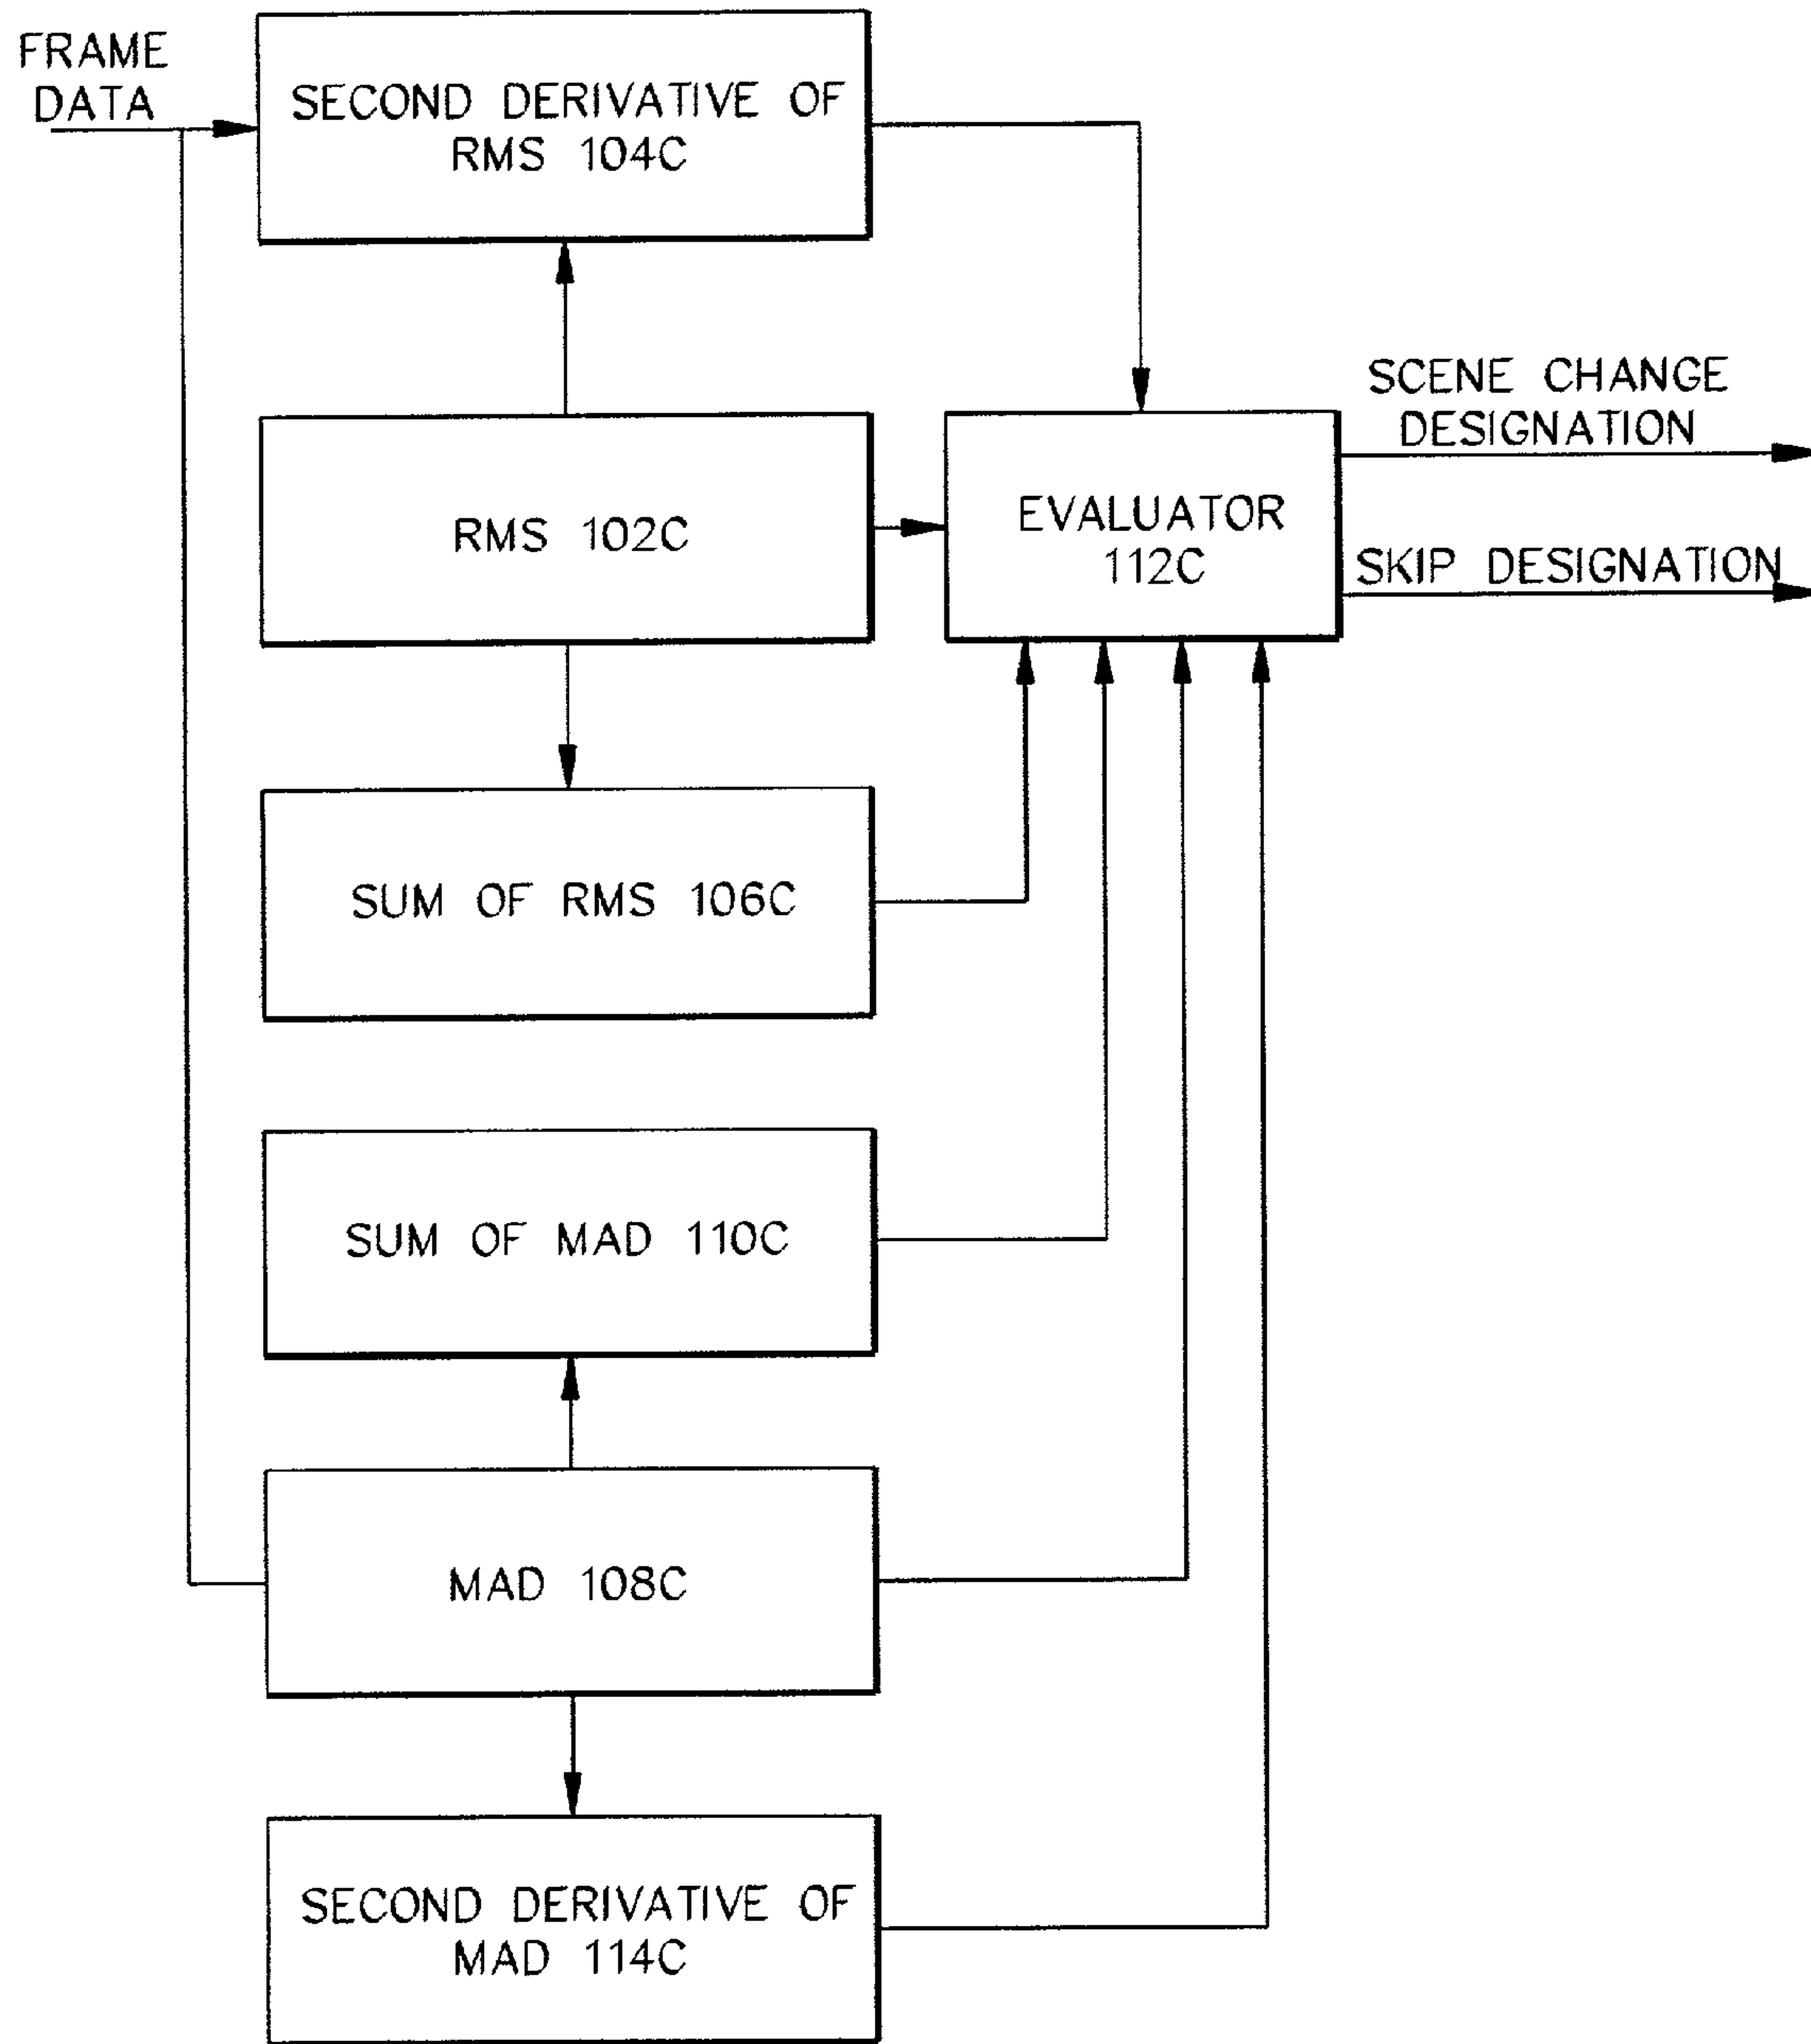 FRAME
DATA
SECOND DERIVATIVE OF
RMS 104C
SCENE CHANGE
DESIGNATION
RMS 102C
EVALUATOR
112C
SKIP DESIGNATION
SUM OF RMS 106C
SUM OF MAD 110C
MAD 108C
SECOND DERIVATIVE OF
MAD 114C